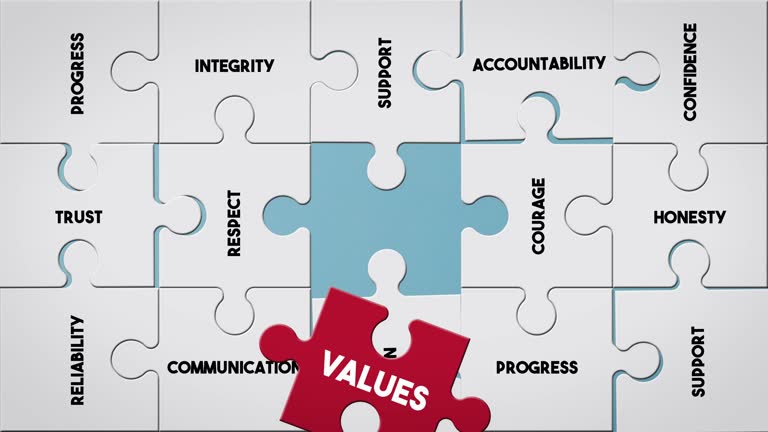 PROGRESS
INTEGRITY
SUPPORT
ACCOUNTABILITY
CONFIDENCE
TRUST
RESPECT
COURAGE
HONESTY
RELIABILITY
COMMUNICATION
VALUES
PROGRESS
SUPPORT